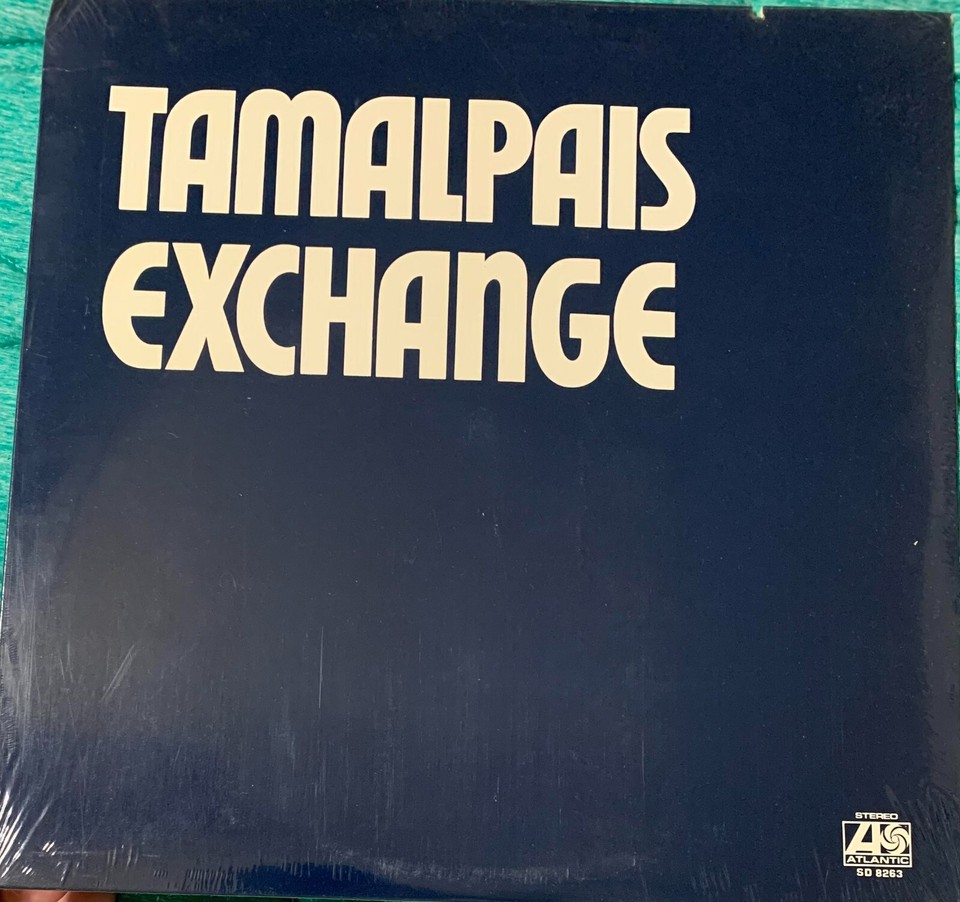 TAMALPAIS
EXCHANGE
STEREO
ATLANTIC
SD 8263